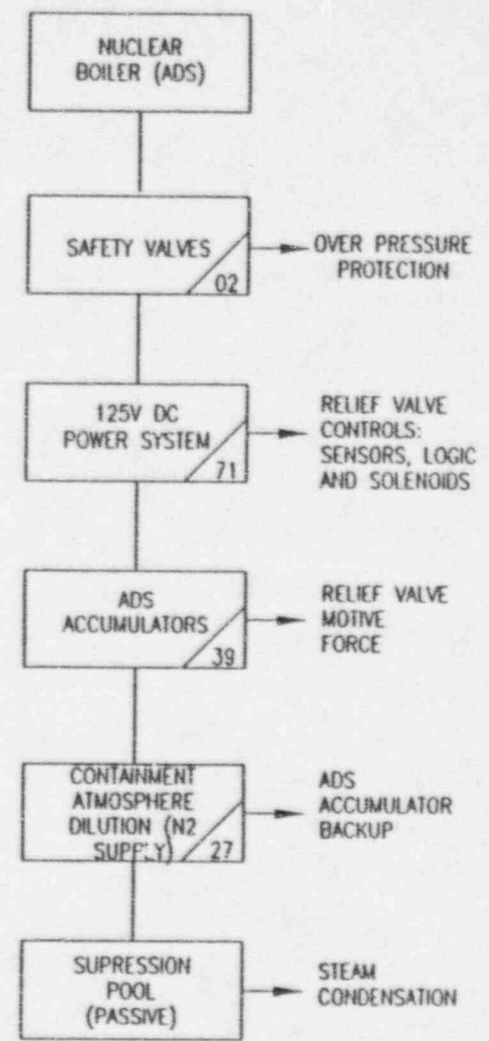 NUCLEAR
BOILER (ADS)
SAFETY VALVES
02
OVER PRESSURE
PROTECTION
125V DC
POWER SYSTEM
71
RELIEF VALVE
CONTROLS:
SENSORS, LOGIC
AND SOLENOIDS
ADS
ACCUMULATORS
39
RELIEF VALVE
MOTIVE
FORCE
CONTAINMENT
ATMOSPHERE
DILUTION (N2
SUPPLY)
27
ADS
ACCUMULATOR
BACKUP
SUPRESSION
POOL
(PASSIVE)
STEAM
CONDENSATION